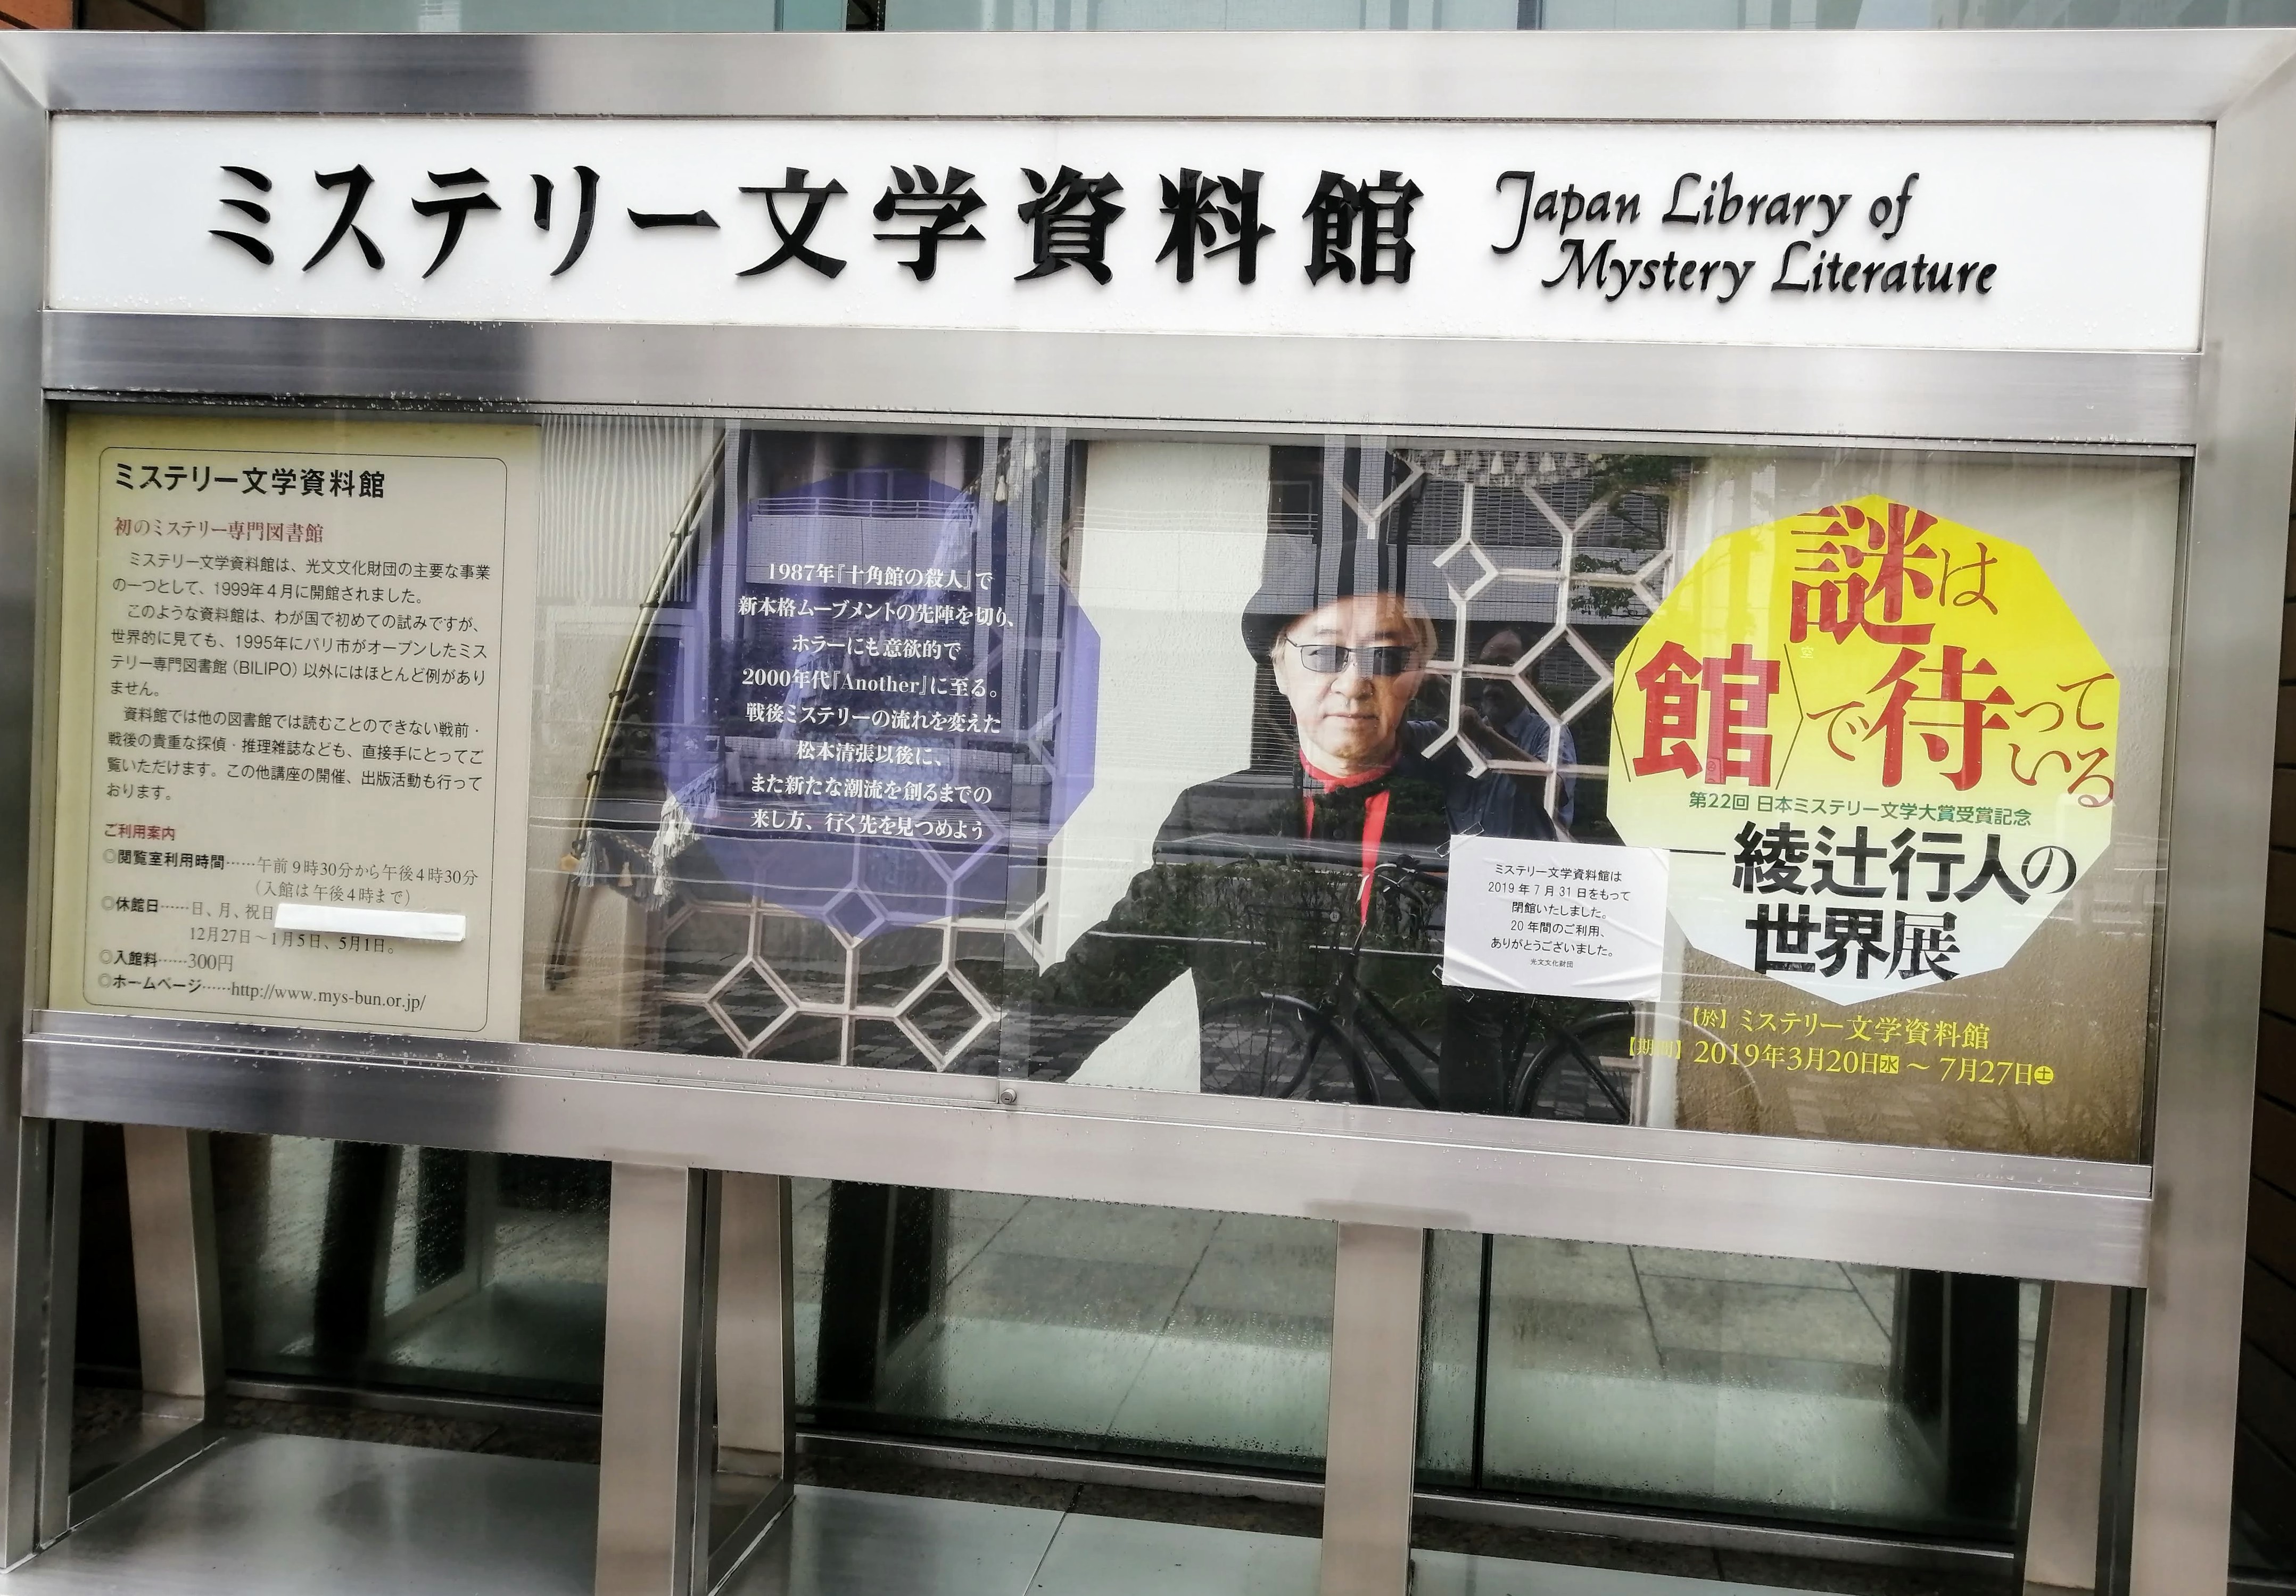 ミステリー文学資料館
Japan Library of
Mystery Literature
ミステリー文学資料館
初のミステリー専門図書館
ミステリー文学資料館は、光文文化財団の主要な事業
の一つとして、1999年4月に開館されました。
このような資料館は、わが国で初めての試みですが、
世界的に見ても、1995年にパリ市がオープンしたミス
テリー専門図書館(BILIPO)以外にはほとんど例があり
ません。
資料館では他の図書館では読むことのできない戦前・
戦後の貴重な探偵・推理雑誌なども、直接手にとってご
覧いただけます。この他講座の開催、出版活動も行って
おります。
ご利用案内
◎閲覧室利用時間……午前9時30分から午後4時30分
(入館は午後4時まで)
◎休館日……日、月、祝日
12月27日〜1月5日、5月1日。
◎入館料……300円
◎ホームページ……http://www.mys-bun.or.jp/
1987年『十角館の殺人』で
新本格ムーブメントの先陣を切り、
ホラーにも意欲的で
2000年代『Another』に至る。
戦後ミステリーの流れを変えた
松本清張以後に、
また新たな潮流を創るまでの
来し方、行く先を見つめよう
ミステリー文学資料館は
2019年7月31日をもって
閉館いたしました。
20年間のご利用、
ありがとうございました。
光文文化財団
謎は
〈館〉で待って
いる
第22回 日本ミステリー文学大賞受賞記念
―綾辻行人の
世界展
【於】ミステリー文学資料館
【期間】2019年3月20日水〜7月27日土